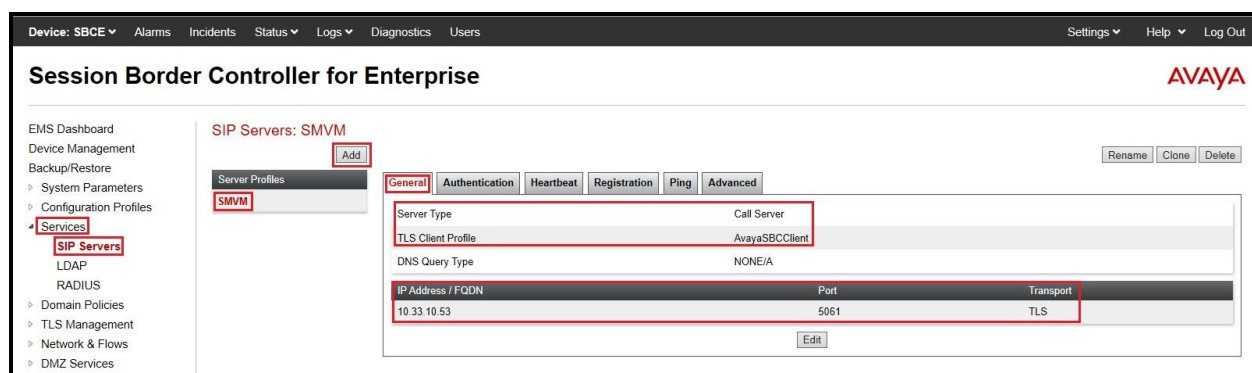 Device: SBCE Alarms Incidents Status Logs Diagnostics Users Settings Help Log Out
Session Border Controller for Enterprise
AVAYA
EMS Dashboard
Device Management
Backup/Restore
System Parameters
Configuration Profiles
Services
SIP Servers
LDAP
RADIUS
Domain Policies
TLS Management
Network & Flows
DMZ Services
SIP Servers: SMVM
Add
Rename Clone Delete
Server Profiles
SMVM
General Authentication Heartbeat Registration Ping Advanced
Server Type Call Server
TLS Client Profile AvayaSBCClient
DNS Query Type NONE/A
IP Address / FQDN Port Transport
10.33.10.53 5061 TLS
Edit